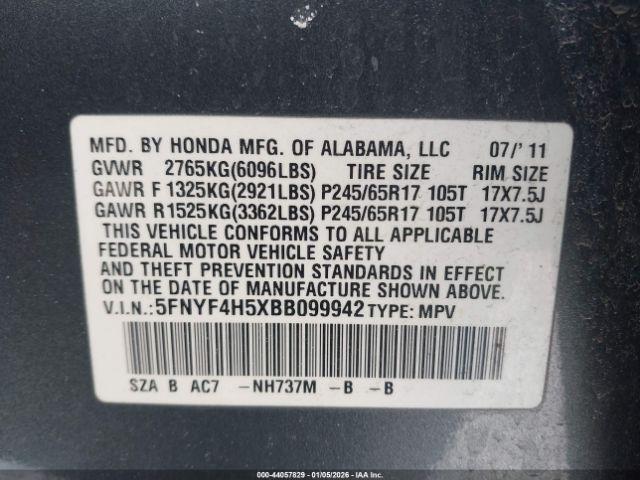 MFD. BY HONDA MFG. OF ALABAMA, LLC 07/'11
GVWR 2765KG(6096LBS) TIRE SIZE RIM SIZE
GAWR F 1325KG(2921LBS) P245/65R17 105T 17X7.5J
GAWR R1525KG(3362LBS) P245/65R17 105T 17X7.5J
THIS VEHICLE CONFORMS TO ALL APPLICABLE
FEDERAL MOTOR VEHICLE SAFETY
AND THEFT PREVENTION STANDARDS IN EFFECT
ON THE DATE OF MANUFACTURE SHOWN ABOVE.
V.I.N.:5FNYF4H5XBB099942 TYPE: MPV
SZA B AC7 -NH737M -B -B
000-44057829 - 01/05/2026 - IAAI.COM